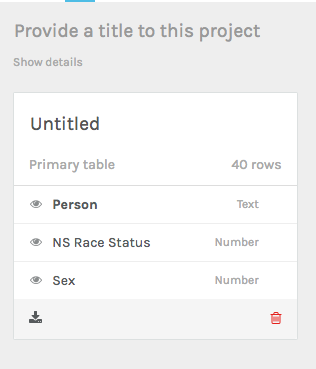 Provide a title to this project
Show details
Untitled
Primary table 40 rows
Person Text
NS Race Status Number
Sex Number